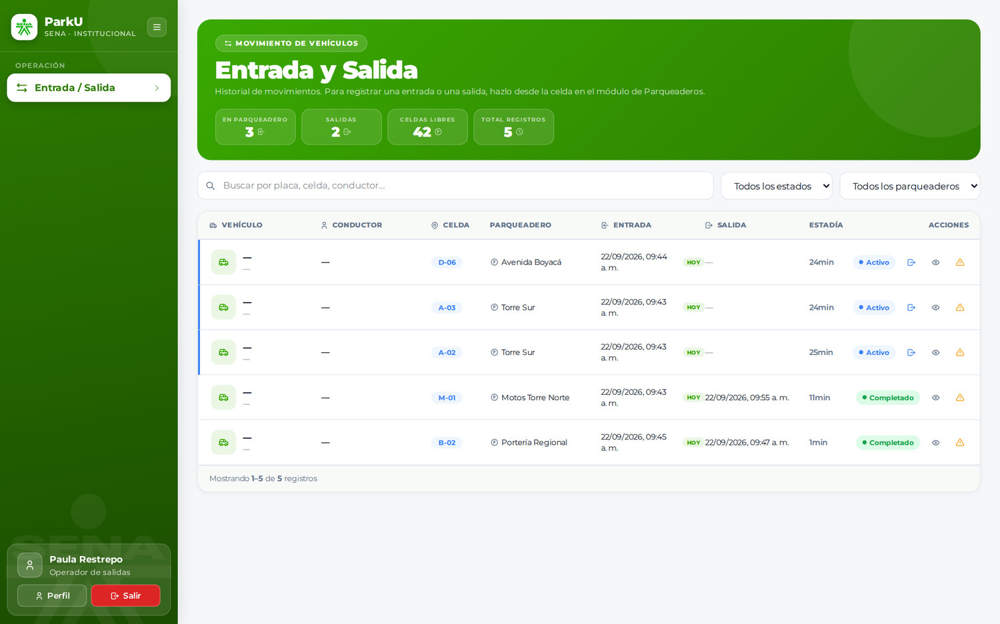 SENA
ParkU
SENA · INSTITUCIONAL
OPERACIÓN
Entrada / Salida
SENA
Paula Restrepo
Operador de salidas
Perfil
Salir
MOVIMIENTO DE VEHÍCULOS
Entrada y Salida
Historial de movimientos. Para registrar una entrada o una salida, hazlo desde la celda en el módulo de Parqueaderos.
EN PARQUEADERO
3
SALIDAS
2
CELDAS LIBRES
42
TOTAL REGISTROS
5
Buscar por placa, celda, conductor...
Todos los estados
Todos los parqueaderos
VEHÍCULO CONDUCTOR CELDA PARQUEADERO ENTRADA SALIDA ESTADÍA ACCIONES
— — — D-06 Avenida Boyacá 22/09/2026, 09:44 a. m. HOY — 24min Activo
— — — A-03 Torre Sur 22/09/2026, 09:43 a. m. HOY — 24min Activo
— — — A-02 Torre Sur 22/09/2026, 09:43 a. m. HOY — 25min Activo
— — — M-01 Motos Torre Norte 22/09/2026, 09:43 a. m. HOY 22/09/2026, 09:55 a. m. 11min Completado
— — — B-02 Portería Regional 22/09/2026, 09:45 a. m. HOY 22/09/2026, 09:47 a. m. 1min Completado
Mostrando 1–5 de 5 registros